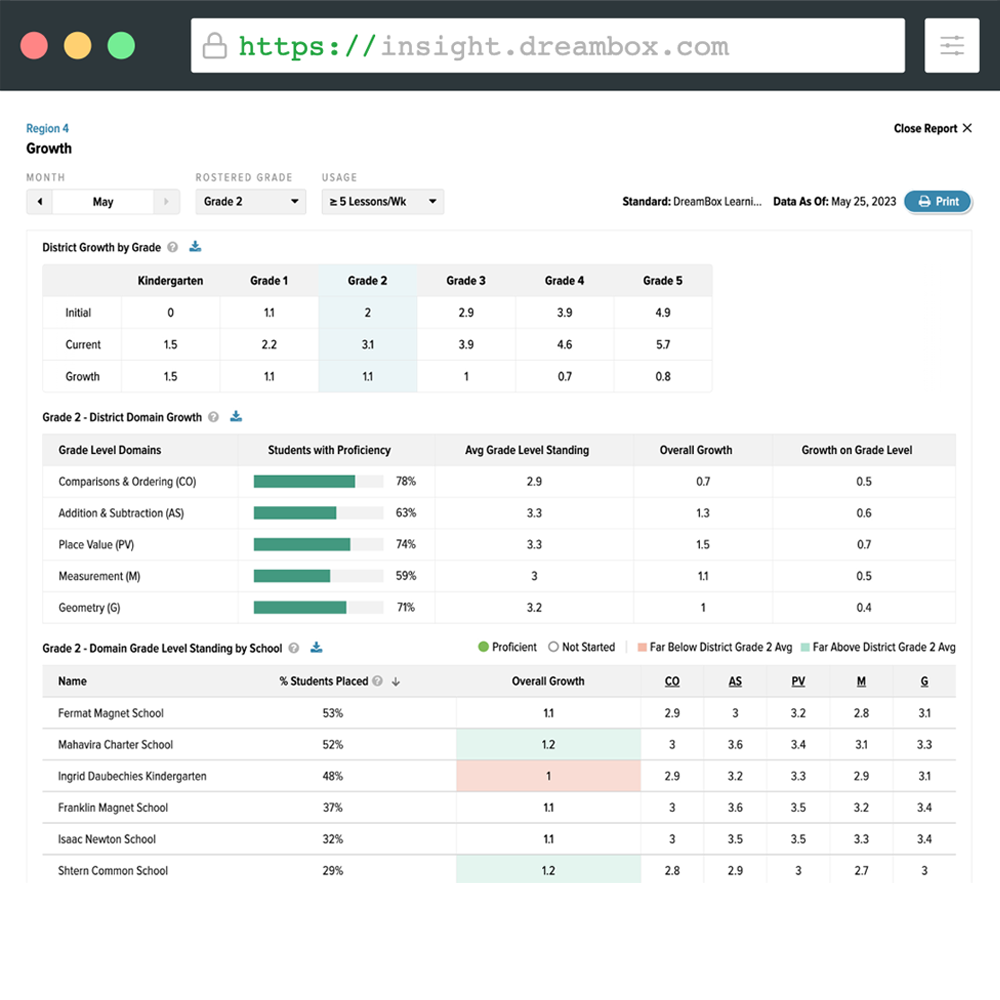 https://insight.dreambox.com
Region 4
Close Report
Growth
MONTH ROSTERED GRADE USAGE
May Grade 2 ≥ 5 Lessons/Wk Standard: DreamBox Learni... Data As Of: May 25, 2023 Print
District Growth by Grade ?
Kindergarten Grade 1 Grade 2 Grade 3 Grade 4 Grade 5
Initial 0 1.1 2 2.9 3.9 4.9
Current 1.5 2.2 3.1 3.9 4.6 5.7
Growth 1.5 1.1 1.1 1 0.7 0.8
Grade 2 - District Domain Growth ?
Grade Level Domains Students with Proficiency Avg Grade Level Standing Overall Growth Growth on Grade Level
Comparisons & Ordering (CO) 78% 2.9 0.7 0.5
Addition & Subtraction (AS) 63% 3.3 1.3 0.6
Place Value (PV) 74% 3.3 1.5 0.7
Measurement (M) 59% 3 1.1 0.5
Geometry (G) 71% 3.2 1 0.4
Grade 2 - Domain Grade Level Standing by School ? Proficient Not Started Far Below District Grade 2 Avg Far Above District Grade 2 Avg
Name % Students Placed ? Overall Growth CO AS PV M G
Fermat Magnet School 53% 1.1 2.9 3 3.2 2.8 3.1
Mahavira Charter School 52% 1.2 3 3.6 3.4 3.1 3.3
Ingrid Daubechies Kindergarten 48% 1 2.9 3.2 3.3 2.9 3.1
Franklin Magnet School 37% 1.1 3 3.6 3.5 3.2 3.4
Isaac Newton School 32% 1.1 3 3.5 3.5 3.3 3.4
Shtern Common School 29% 1.2 2.8 2.9 3 2.7 3